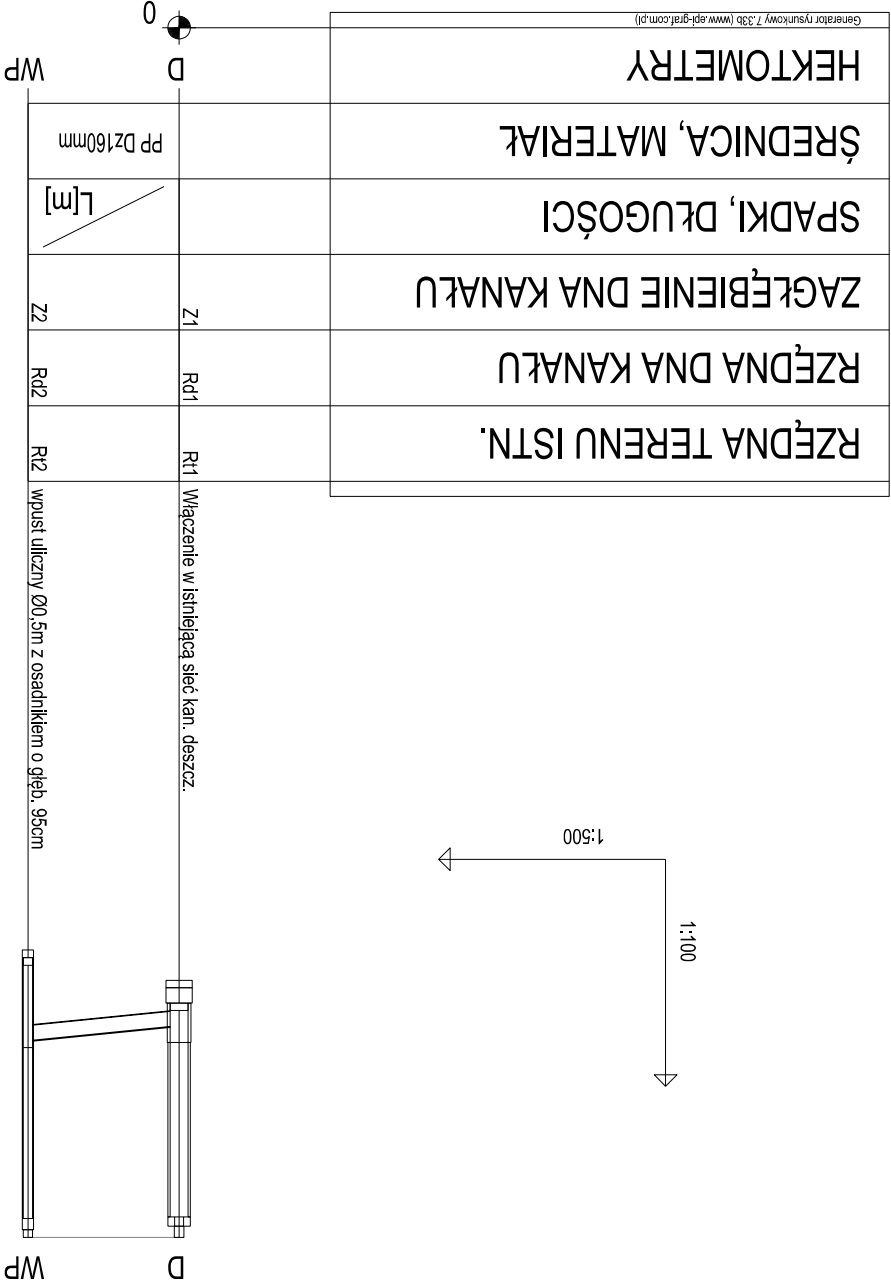 D
WP
1:100
1:500
Włączenie w istniejącą sieć kan. deszcz.
wpust uliczny Ø0,5m z osadnikiem o głęb. 95cm
RZĘDNA TERENU ISTN.
Rt1
Rt2
RZĘDNA DNA KANAŁU
Rd1
Rd2
ZAGŁĘBIENIE DNA KANAŁU
Z1
Z2
SPADKI, DŁUGOŚCI
L[m]
ŚREDNICA, MATERIAŁ
PP Dz160mm
HEKTOMETRY
D
WP
0
Generator rysunkowy 7.33b (www.epi-graf.com.pl)